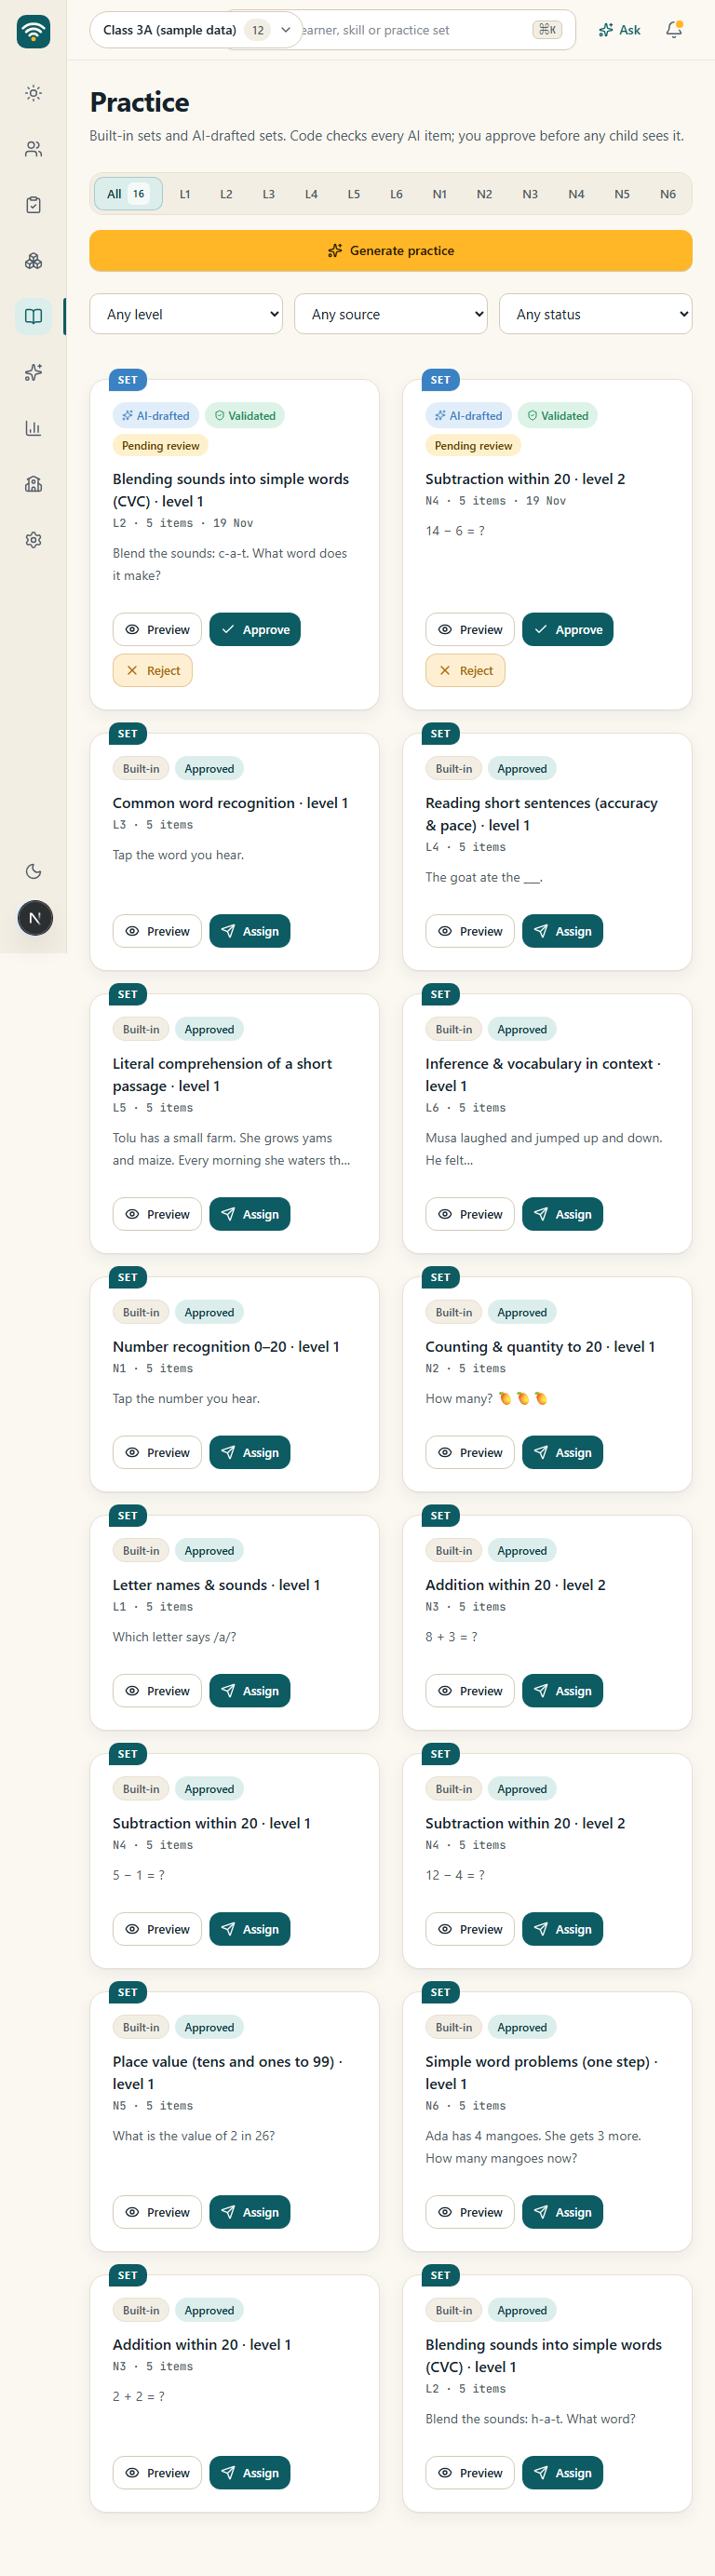 Class 3A (sample data) 12 earner, skill or practice set ⌘K Ask
Practice
Built-in sets and AI-drafted sets. Code checks every AI item; you approve before any child sees it.
All 16 L1 L2 L3 L4 L5 L6 N1 N2 N3 N4 N5 N6
Generate practice
Any level Any source Any status
SET
AI-drafted Validated
Pending review
Blending sounds into simple words
(CVC) · level 1
L2 · 5 items · 19 Nov
Blend the sounds: c-a-t. What word does
it make?
Preview Approve
Reject
SET
AI-drafted Validated
Pending review
Subtraction within 20 · level 2
N4 · 5 items · 19 Nov
14 − 6 = ?
Preview Approve
Reject
SET
Built-in Approved
Common word recognition · level 1
L3 · 5 items
Tap the word you hear.
Preview Assign
SET
Built-in Approved
Reading short sentences (accuracy
& pace) · level 1
L4 · 5 items
The goat ate the ___.
Preview Assign
SET
Built-in Approved
Literal comprehension of a short
passage · level 1
L5 · 5 items
Tolu has a small farm. She grows yams
and maize. Every morning she waters th...
Preview Assign
SET
Built-in Approved
Inference & vocabulary in context ·
level 1
L6 · 5 items
Musa laughed and jumped up and down.
He felt...
Preview Assign
SET
Built-in Approved
Number recognition 0–20 · level 1
N1 · 5 items
Tap the number you hear.
Preview Assign
SET
Built-in Approved
Counting & quantity to 20 · level 1
N2 · 5 items
How many? 🥭 🥭 🥭
Preview Assign
SET
Built-in Approved
Letter names & sounds · level 1
L1 · 5 items
Which letter says /a/?
Preview Assign
SET
Built-in Approved
Addition within 20 · level 2
N3 · 5 items
8 + 3 = ?
Preview Assign
SET
Built-in Approved
Subtraction within 20 · level 1
N4 · 5 items
5 − 1 = ?
Preview Assign
SET
Built-in Approved
Subtraction within 20 · level 2
N4 · 5 items
12 − 4 = ?
Preview Assign
N
SET
Built-in Approved
Place value (tens and ones to 99) ·
level 1
N5 · 5 items
What is the value of 2 in 26?
Preview Assign
SET
Built-in Approved
Simple word problems (one step) ·
level 1
N6 · 5 items
Ada has 4 mangoes. She gets 3 more.
How many mangoes now?
Preview Assign
SET
Built-in Approved
Addition within 20 · level 1
N3 · 5 items
2 + 2 = ?
Preview Assign
SET
Built-in Approved
Blending sounds into simple words
(CVC) · level 1
L2 · 5 items
Blend the sounds: h-a-t. What word?
Preview Assign